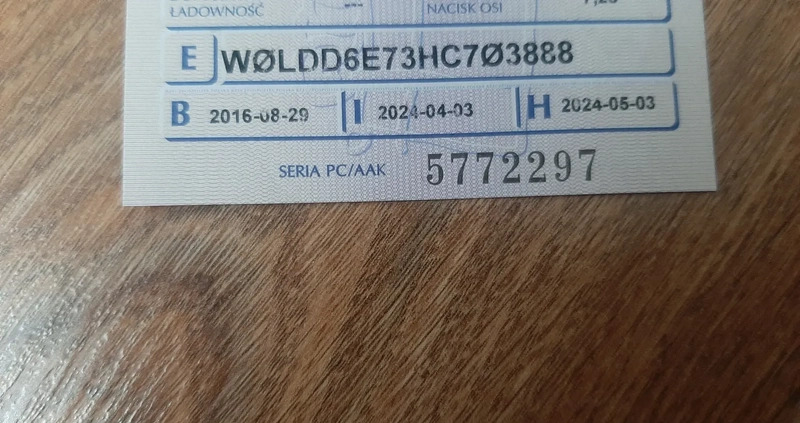 ŁADOWNOŚĆ --- NACISK OSI
E WØLDD6E73HC7Ø3888
B 2016-08-29 I 2024-04-03 H 2024-05-03
SERIA PC/AAK 5772297